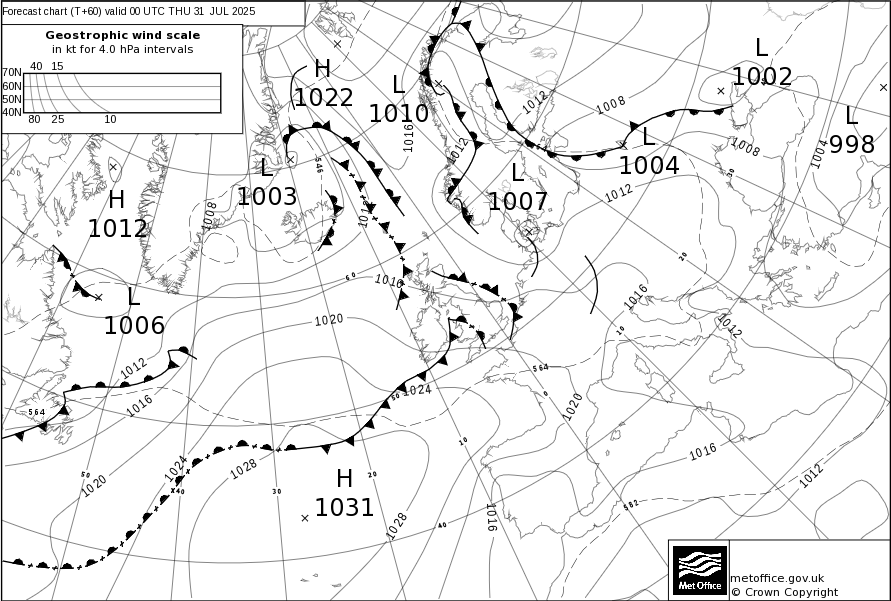 Forecast chart (T+60) valid 00 UTC THU 31 JUL 2025
Geostrophic wind scale
in kt for 4.0 hPa intervals
40 15
70N
60N
50N
40N
80 25 10
H
1022
L
1010
L
1002
L
998
L
1004
L
1003
L
1007
H
1012
L
1006
H
1031
1012
1008
1016
1012
1008
1004
1012
546
1008
1016
1016
1020
1012
1016
564
1024
1020
1020
1024
1028
1028
1016
1016
1012
1016
1012
564
582
60
50
50
40
30
20
10
40
0
10
20
30
metoffice.gov.uk
© Crown Copyright
Met Office